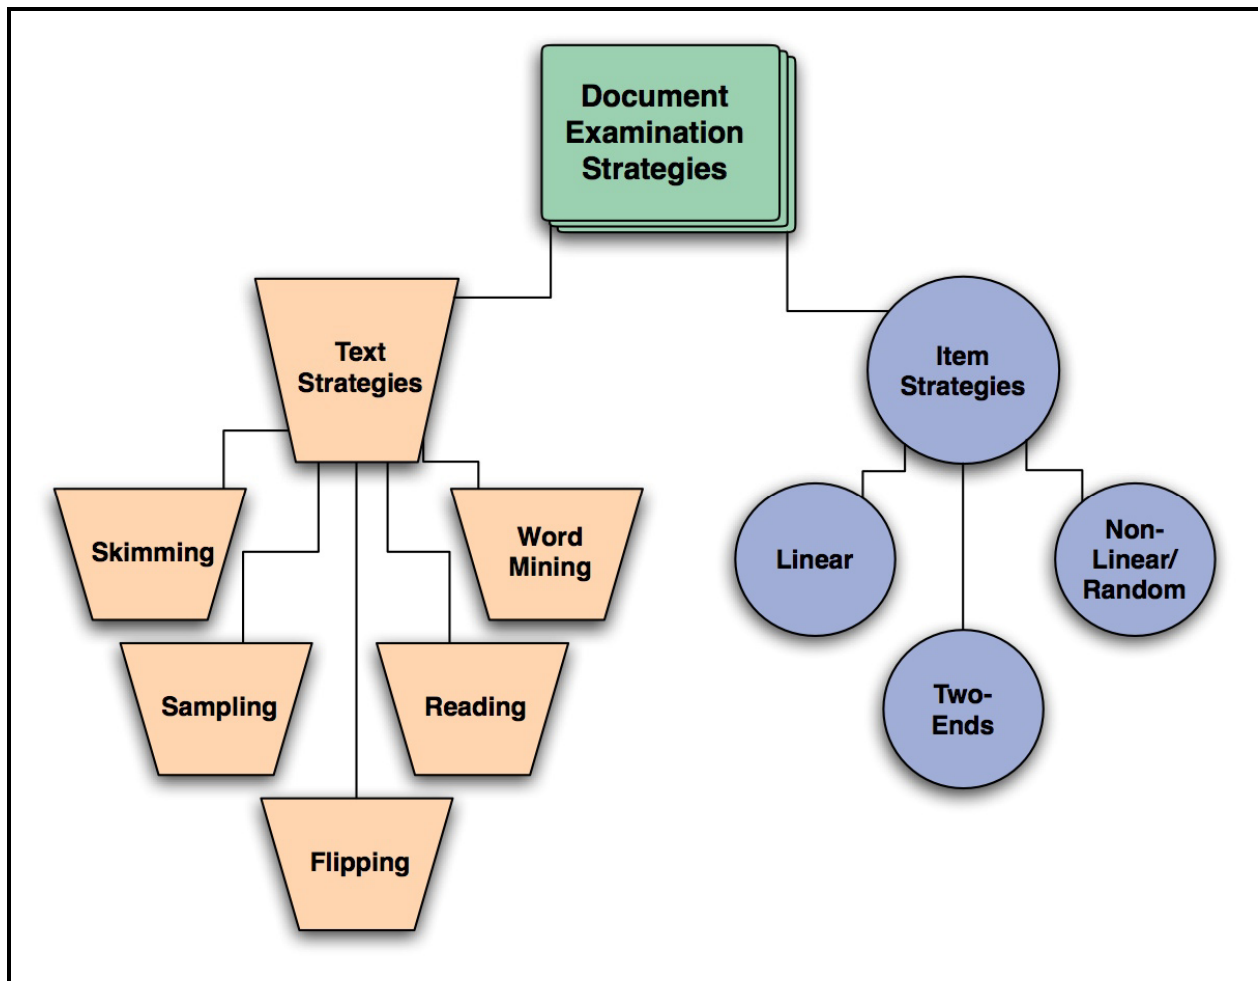 Document
Examination
Strategies
Text
Strategies
Item
Strategies
Skimming
Word
Mining
Linear
Non-
Linear/
Random
Sampling
Reading
Two-
Ends
Flipping